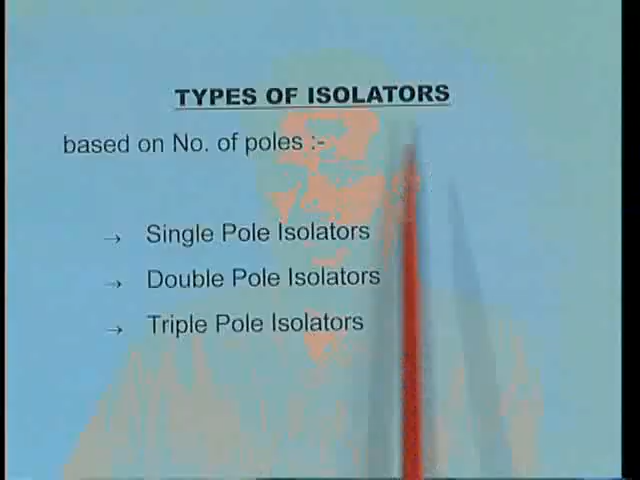 TYPES OF ISOLATORS
based on No. of poles :-
→ Single Pole Isolators
→ Double Pole Isolators
→ Triple Pole Isolators